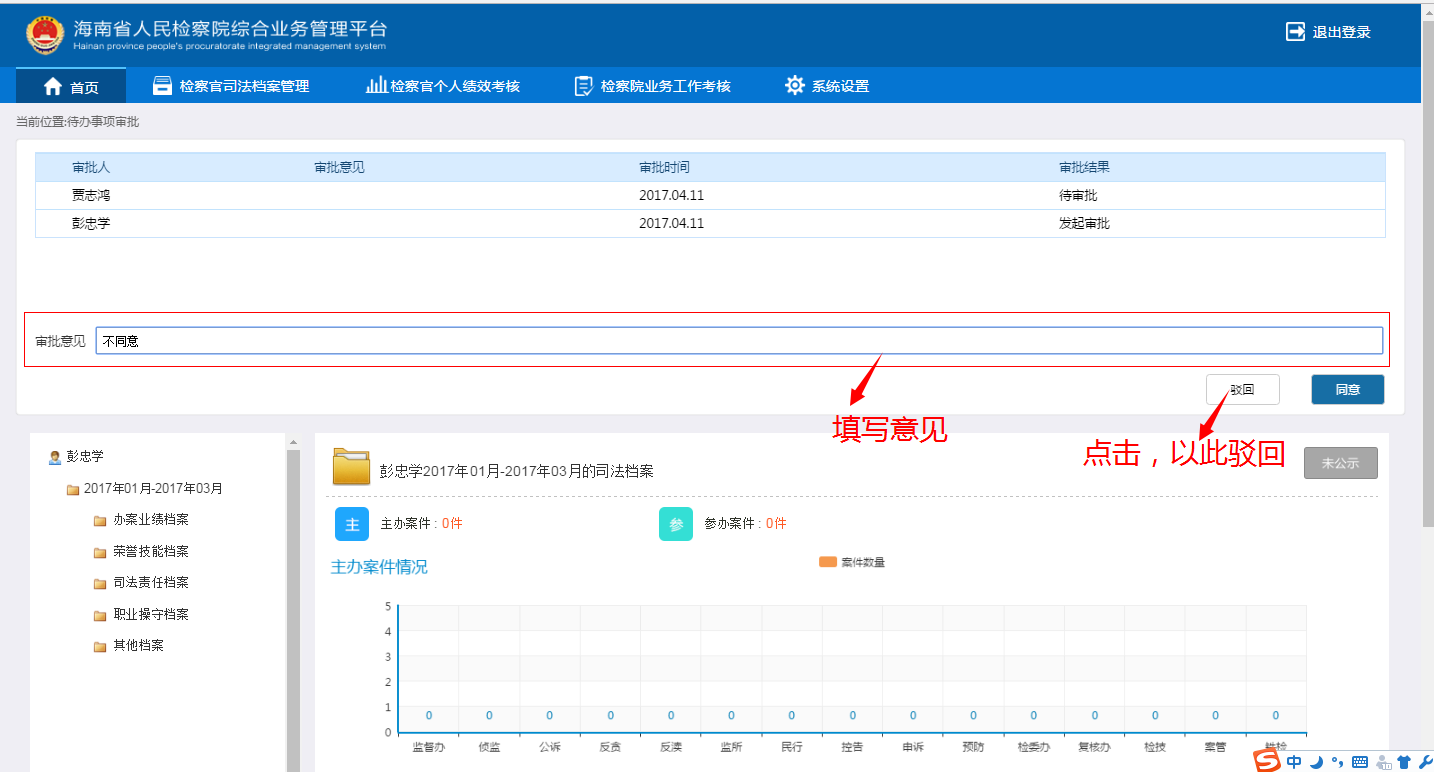 海南省人民检察院综合业务管理平台
Hainan province people's procuratorate integrated management system
退出登录
首页 检察官司法档案管理 检察官个人绩效考核 检察院业务工作考核 系统设置
当前位置:待办事项审批
审批人 审批意见 审批时间 审批结果
贾志鸿 2017.04.11 待审批
彭忠学 2017.04.11 发起审批
审批意见 不同意
驳回 同意
填写意见
点击，以此驳回
彭忠学
2017年01月-2017年03月
办案业绩档案
荣誉技能档案
司法责任档案
职业操守档案
其他档案
彭忠学2017年01月-2017年03月的司法档案
未公示
主 主办案件 : 0件 参 参办案件 : 0件
主办案件情况
案件数量
5
4
3
2
1
0
0 0 0 0 0 0 0 0 0 0 0 0 0 0 0
监督办 侦监 公诉 反贪 反渎 监所 民行 控告 申诉 预防 检委办 复核办 检技 案管
S 中